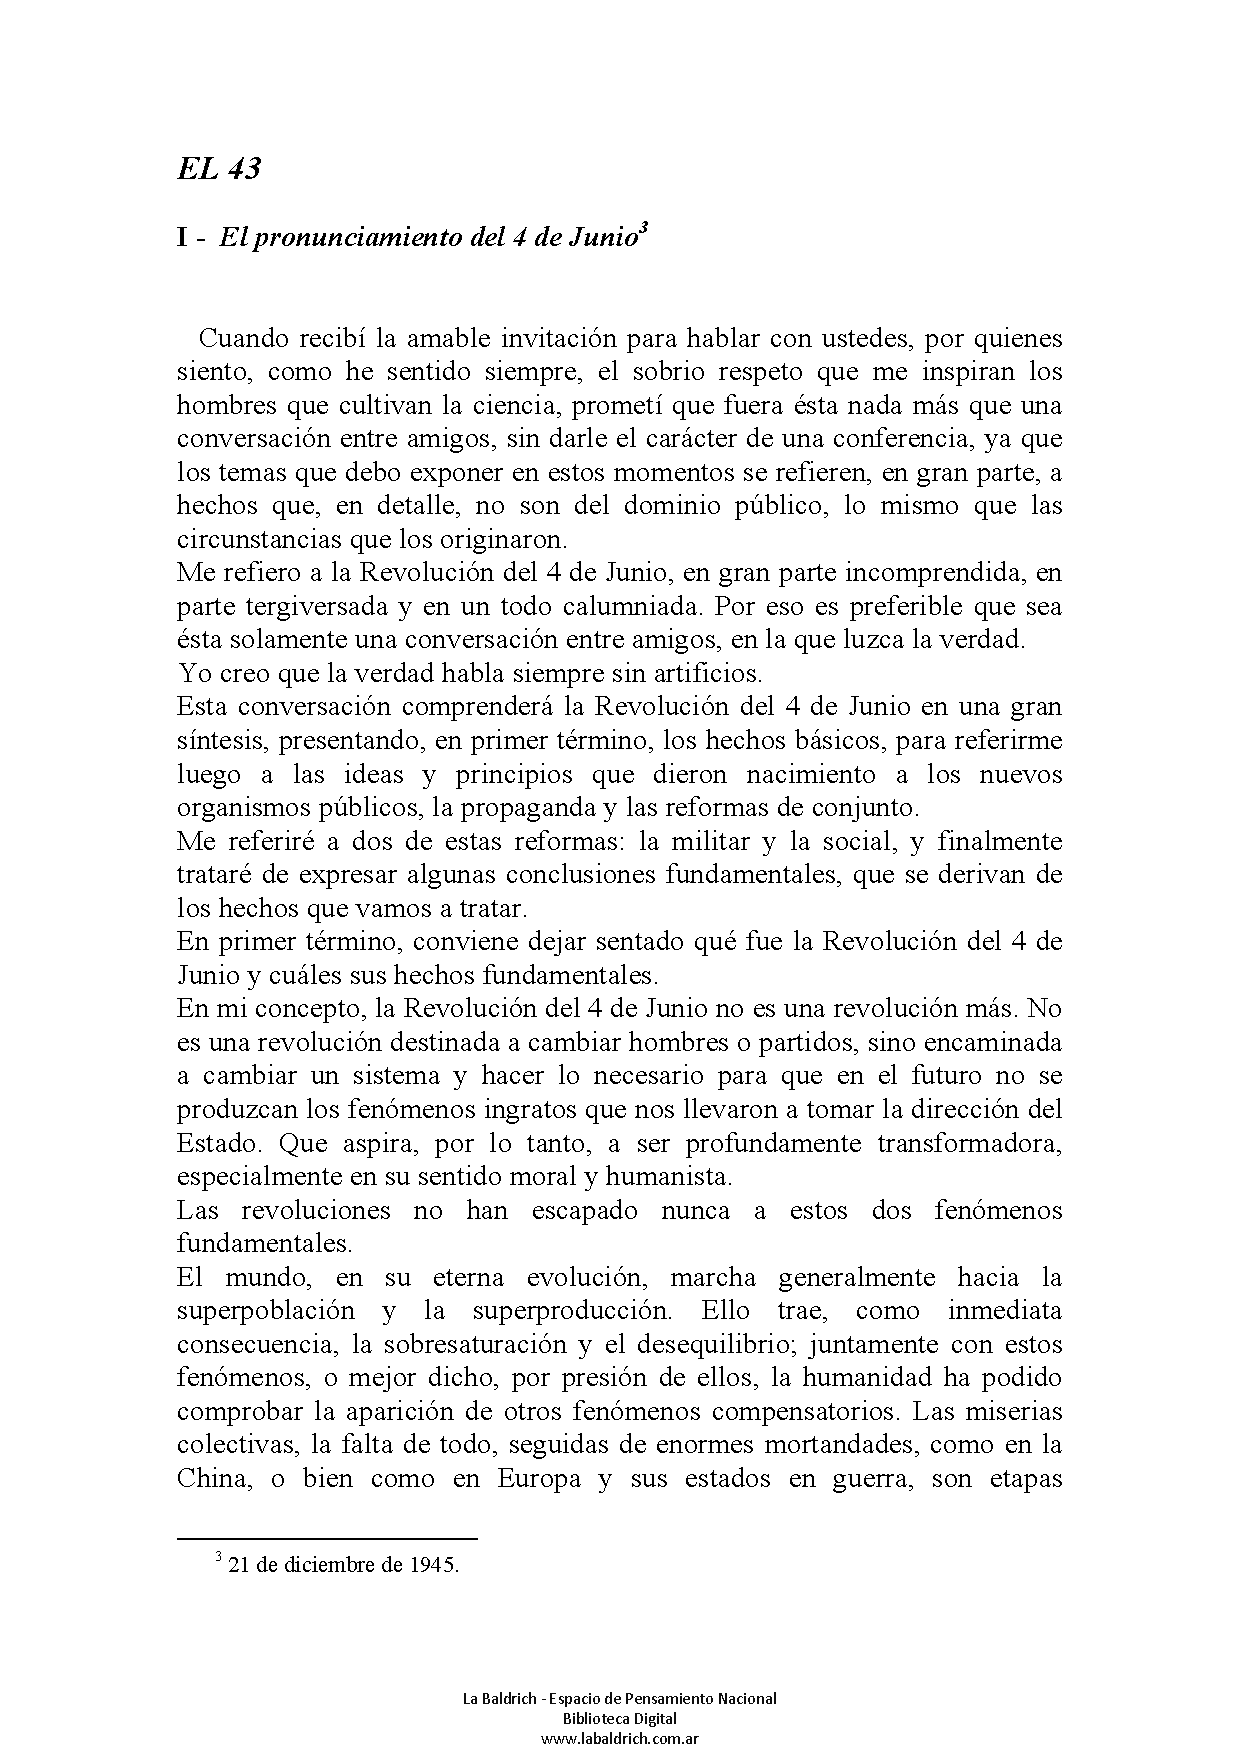 EL 43
I - El pronunciamiento del 4 de Junio3
Cuando recibí la amable invitación para hablar con ustedes, por quienes
siento, como he sentido siempre, el sobrio respeto que me inspiran los
hombres que cultivan la ciencia, prometí que fuera ésta nada más que una
conversación entre amigos, sin darle el carácter de una conferencia, ya que
los temas que debo exponer en estos momentos se refieren, en gran parte, a
hechos que, en detalle, no son del dominio público, lo mismo que las
circunstancias que los originaron.
Me refiero a la Revolución del 4 de Junio, en gran parte incomprendida, en
parte tergiversada y en un todo calumniada. Por eso es preferible que sea
ésta solamente una conversación entre amigos, en la que luzca la verdad.
Yo creo que la verdad habla siempre sin artificios.
Esta conversación comprenderá la Revolución del 4 de Junio en una gran
síntesis, presentando, en primer término, los hechos básicos, para referirme
luego a las ideas y principios que dieron nacimiento a los nuevos
organismos públicos, la propaganda y las reformas de conjunto.
Me referiré a dos de estas reformas: la militar y la social, y finalmente
trataré de expresar algunas conclusiones fundamentales, que se derivan de
los hechos que vamos a tratar.
En primer término, conviene dejar sentado qué fue la Revolución del 4 de
Junio y cuáles sus hechos fundamentales.
En mi concepto, la Revolución del 4 de Junio no es una revolución más. No
es una revolución destinada a cambiar hombres o partidos, sino encaminada
a cambiar un sistema y hacer lo necesario para que en el futuro no se
produzcan los fenómenos ingratos que nos llevaron a tomar la dirección del
Estado. Que aspira, por lo tanto, a ser profundamente transformadora,
especialmente en su sentido moral y humanista.
Las revoluciones no han escapado nunca a estos dos fenómenos
fundamentales.
El mundo, en su eterna evolución, marcha generalmente hacia la
superpoblación y la superproducción. Ello trae, como inmediata
consecuencia, la sobresaturación y el desequilibrio; juntamente con estos
fenómenos, o mejor dicho, por presión de ellos, la humanidad ha podido
comprobar la aparición de otros fenómenos compensatorios. Las miserias
colectivas, la falta de todo, seguidas de enormes mortandades, como en la
China, o bien como en Europa y sus estados en guerra, son etapas
3 21 de diciembre de 1945.
La Baldrich - Espacio de Pensamiento Nacional
Biblioteca Digital
www.labaldrich.com.ar